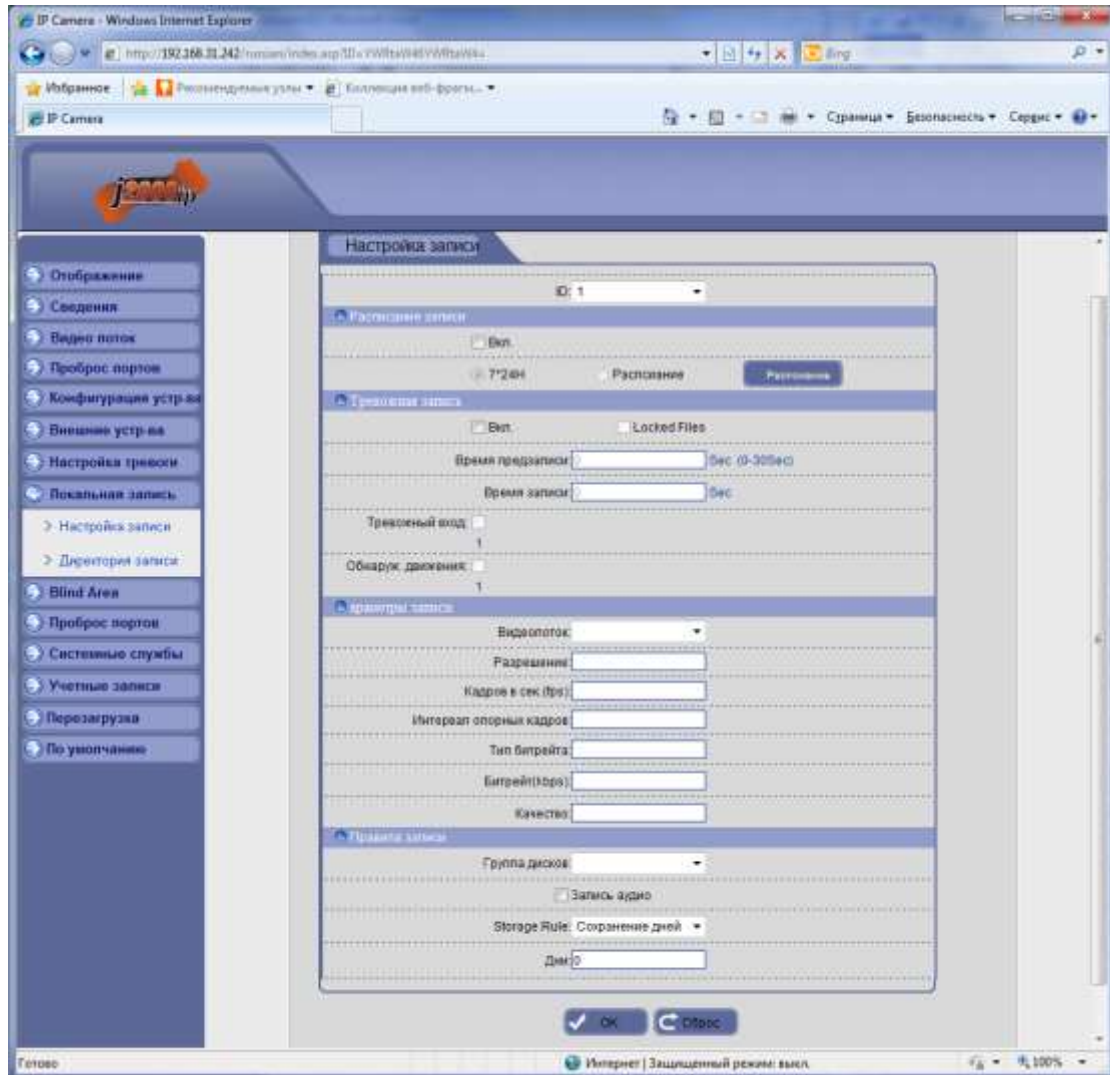 IP Camera - Windows Internet Explorer
Bing
Избранное Рекомендуемые узлы Коллекция веб-фрагм...
IP Camera
Страница Безопасность Сервис
j2000ip
Настройка записи
Отображение
Сведения
Видео поток
Проброс портов
Конфигурация устр-ва
Внешние устр-ва
Настройка тревоги
Локальная запись
Настройка записи
Директория записи
Blind Area
Проброс портов
Системные службы
Учетные записи
Перезагрузка
По умолчанию
ID: 1
Расписание записи
Вкл.
7*24H Расписание Расписание
Тревожная запись
Вкл. Locked Files
Время предзаписи: 0 Sec (0-30Sec)
Время записи: 0 Sec
Тревожный вход:
1
Обнаруж. движения:
1
араметры записи
Видеопоток:
Разрешение:
Кадров в сек (fps):
Интервал опорных кадров:
Тип битрейта:
Битрейт(kbps):
Качество:
Правила записи
Группа дисков:
Запись аудио
Storage Rule: Сохранение дней
Дни: 0
OK Сброс
Готово Интернет | Защищенный режим: выкл. 100%